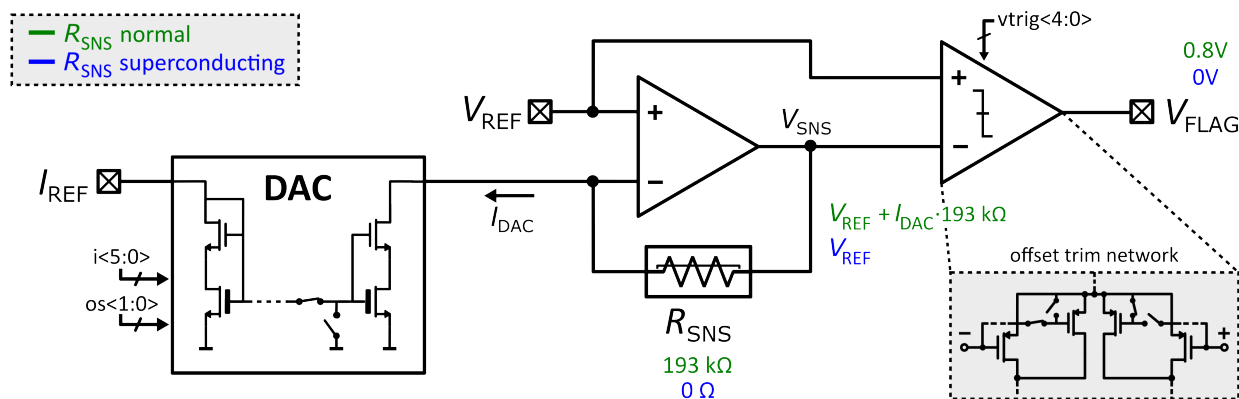 R_SNS normal
R_SNS superconducting
vtrig<4:0>
0.8V
0V
V_REF
+
−
V_SNS
+
−
V_FLAG
I_REF
DAC
I_DAC
V_REF + I_DAC·193 kΩ
V_REF
i<5:0>
os<1:0>
R_SNS
193 kΩ
0 Ω
offset trim network
−
+